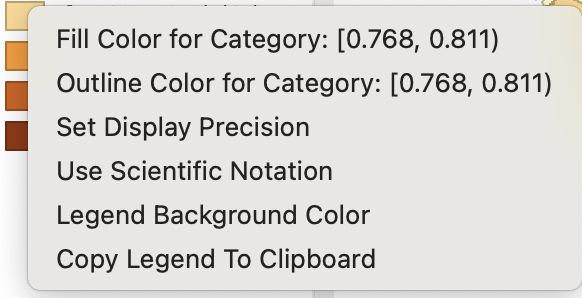 Fill Color for Category: [0.768, 0.811)
Outline Color for Category: [0.768, 0.811)
Set Display Precision
Use Scientific Notation
Legend Background Color
Copy Legend To Clipboard